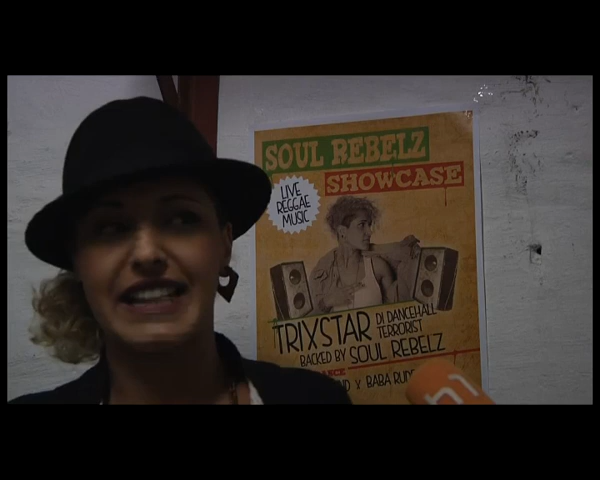 SOUL REBELZ
SHOWCASE
LIVE
REGGAE
MUSIC
TRIXSTAR DI DANCEHALL
TERRORIST
BACKED BY SOUL REBELZ
BABA